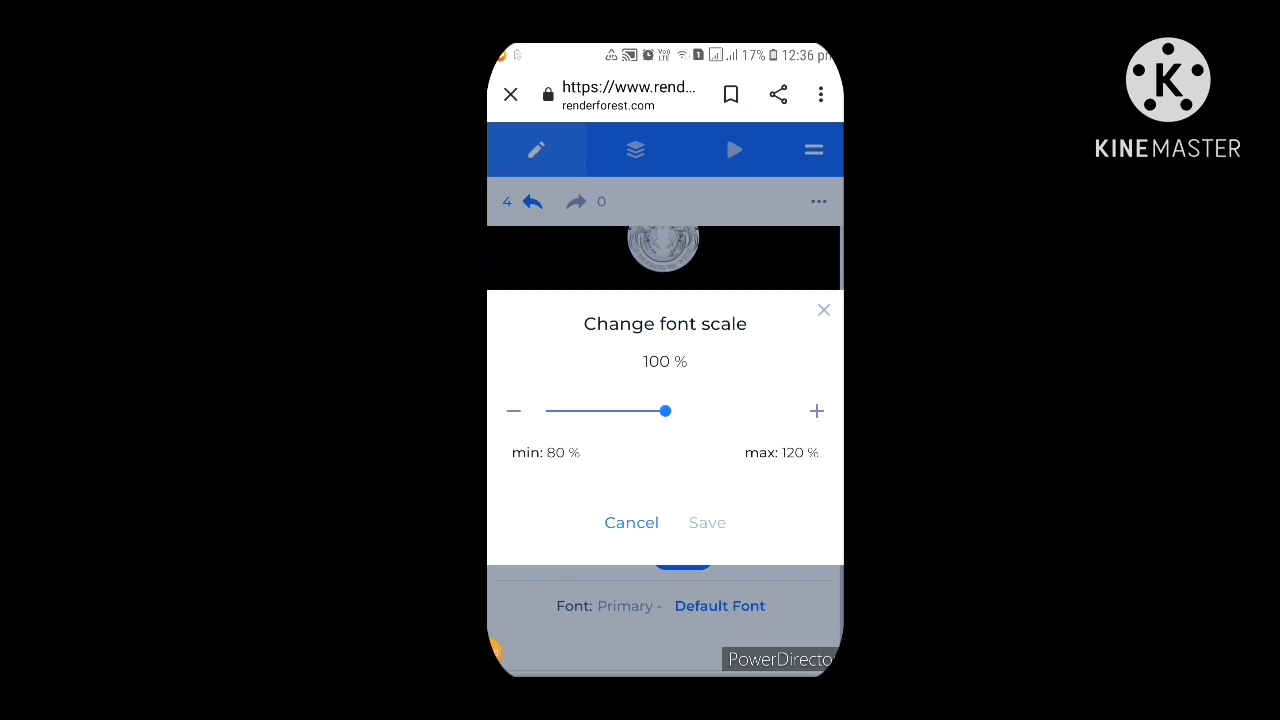 17% 12:36 pm
https://www.rend...
renderforest.com
K
KINEMASTER
4 0
Change font scale
100 %
min: 80 % max: 120 %
Cancel Save
Font: Primary - Default Font
PowerDirecto